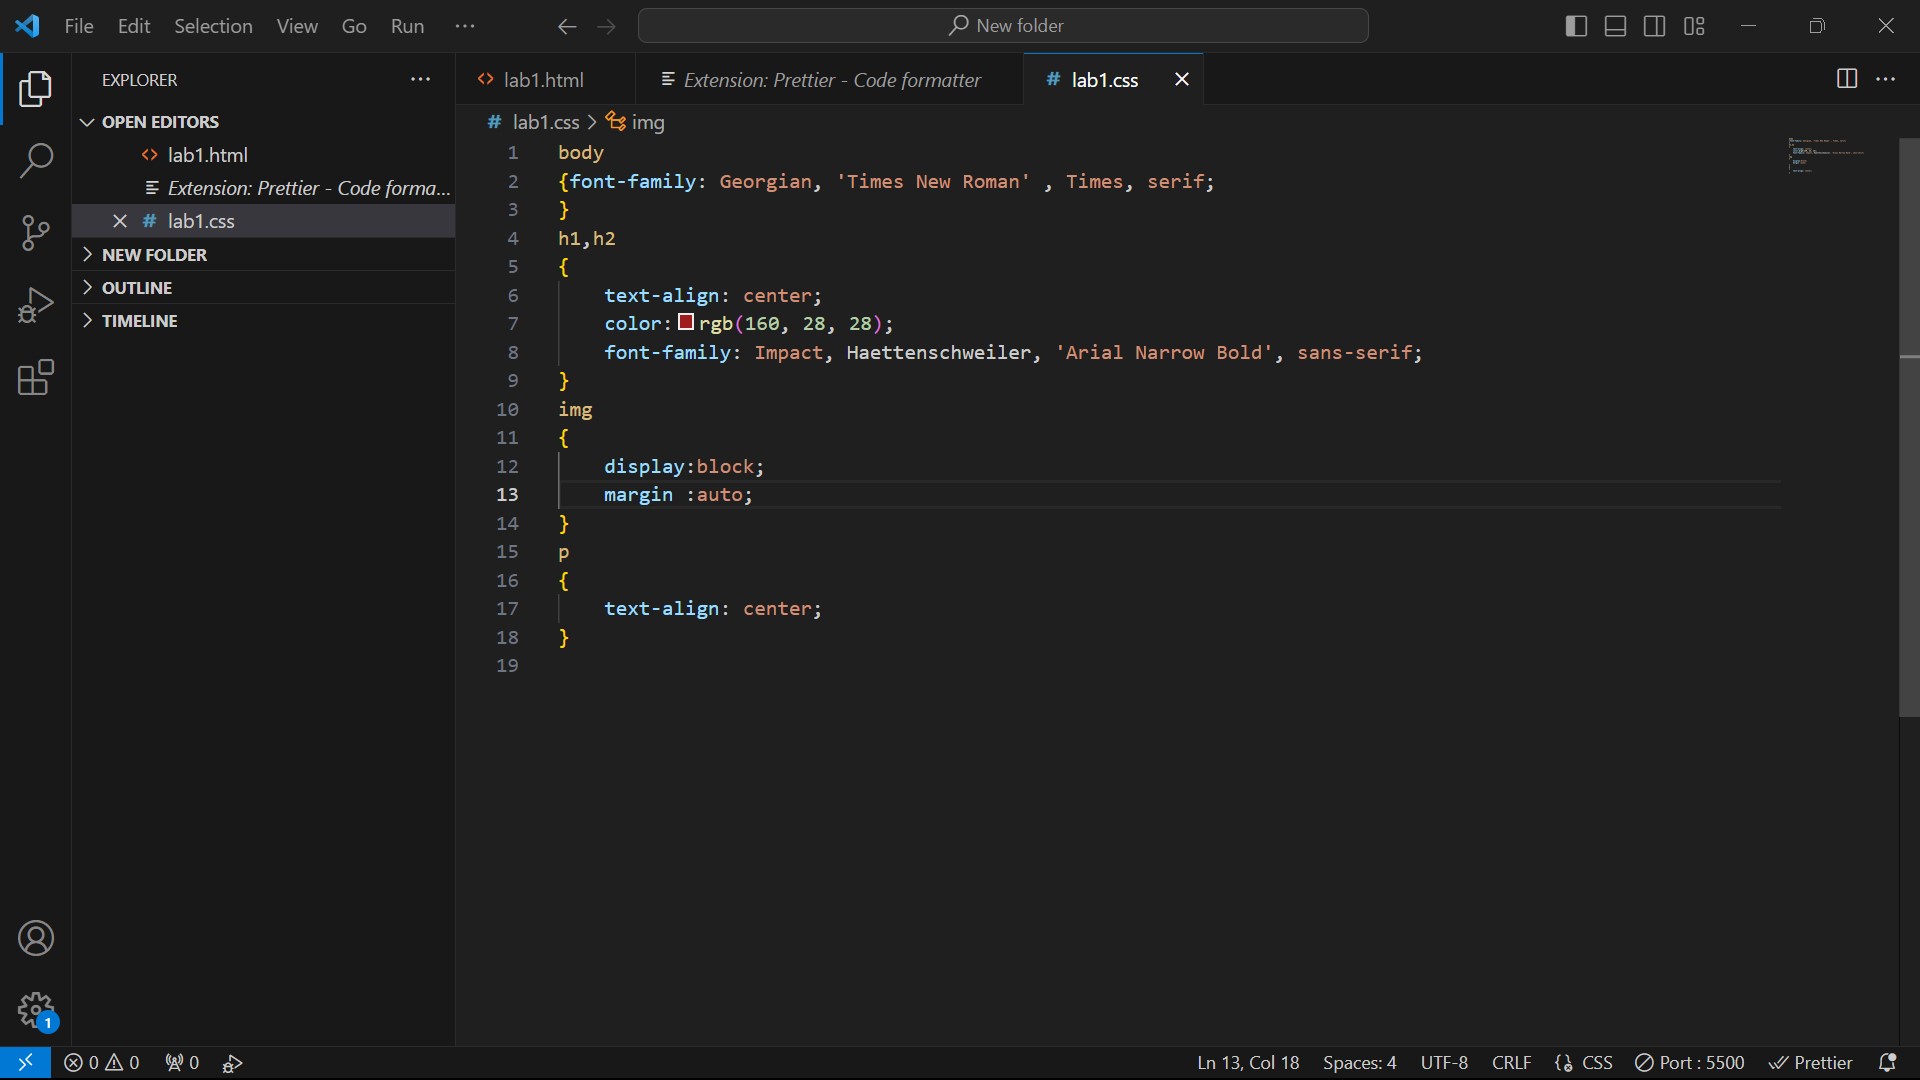 File Edit Selection View Go Run ··· New folder
EXPLORER ···
OPEN EDITORS
lab1.html
Extension: Prettier - Code forma...
# lab1.css
NEW FOLDER
OUTLINE
TIMELINE
lab1.html Extension: Prettier - Code formatter # lab1.css
# lab1.css > img
1 body
2 {font-family: Georgian, 'Times New Roman' , Times, serif;
3 }
4 h1,h2
5 {
6 text-align: center;
7 color: rgb(160, 28, 28);
8 font-family: Impact, Haettenschweiler, 'Arial Narrow Bold', sans-serif;
9 }
10 img
11 {
12 display:block;
13 margin :auto;
14 }
15 p
16 {
17 text-align: center;
18 }
19
1
0 0 0 Ln 13, Col 18 Spaces: 4 UTF-8 CRLF {} CSS Port : 5500 Prettier